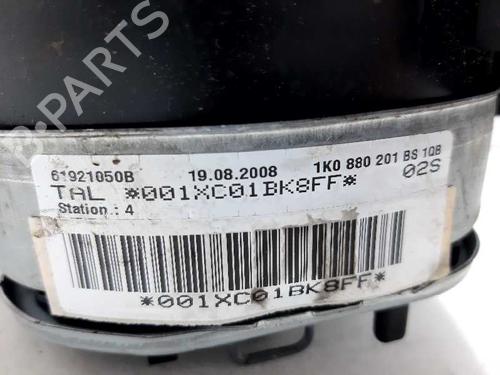 B-PARTS
61921050B 19.08.2008 1K0 880 201 BS 1QB
TAL *001XC01BK8FF* 02S
Station.: 4
*001XC01BK8FF*